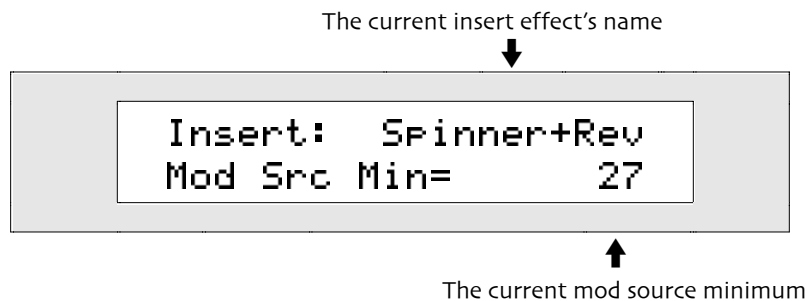 The current insert effect's name
Insert: Spinner+Rev
Mod Src Min= 27
The current mod source minimum